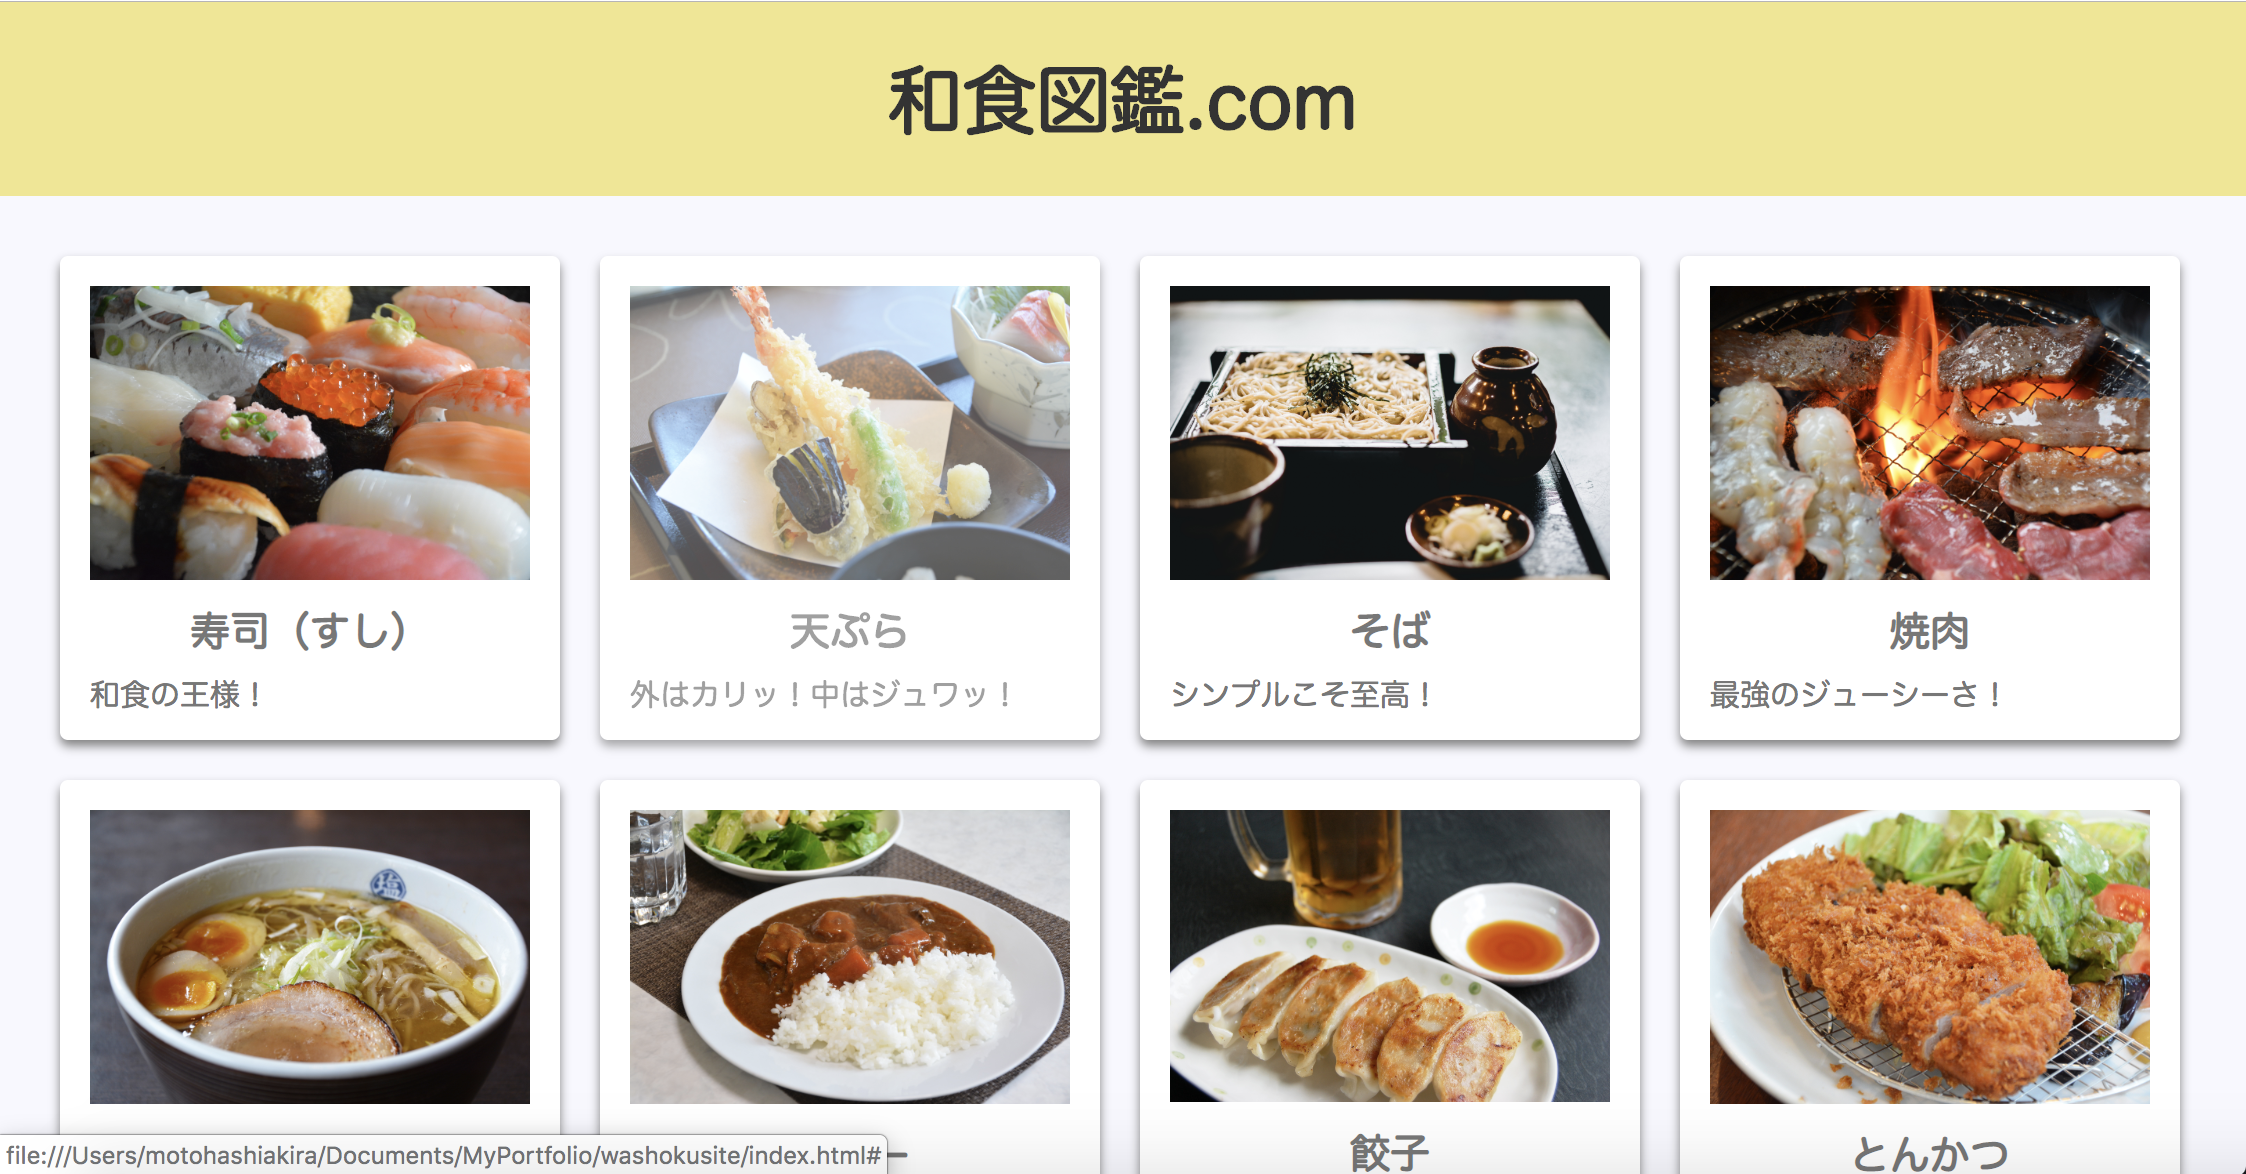 和食図鑑.com
寿司（すし）
和食の王様！
天ぷら
外はカリッ！中はジュワッ！
そば
シンプルこそ至高！
焼肉
最強のジューシーさ！
塩
餃子
とんかつ
file:///Users/motohashiakira/Documents/MyPortfolio/washokusite/index.html#